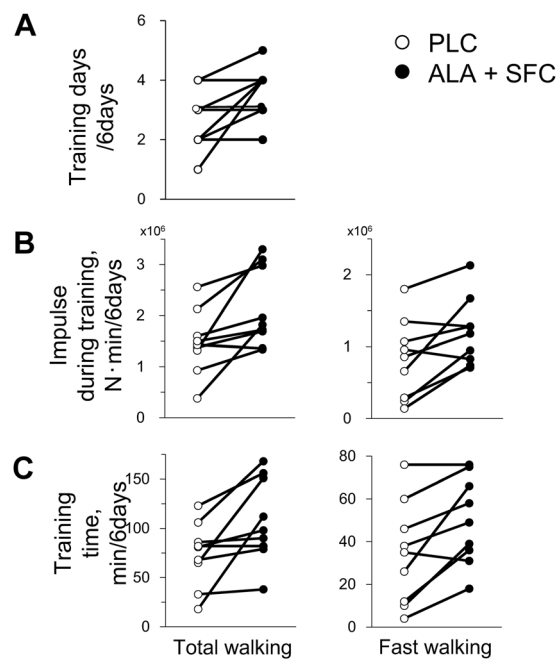 A
Training days
/6days
6
4
2
0
PLC
ALA + SFC
B
Impulse
during training,
N·min/6days
x10⁶
3
2
1
0
x10⁶
2
1
0
C
Training
time,
min/6days
150
100
50
0
Total walking
80
60
40
20
0
Fast walking